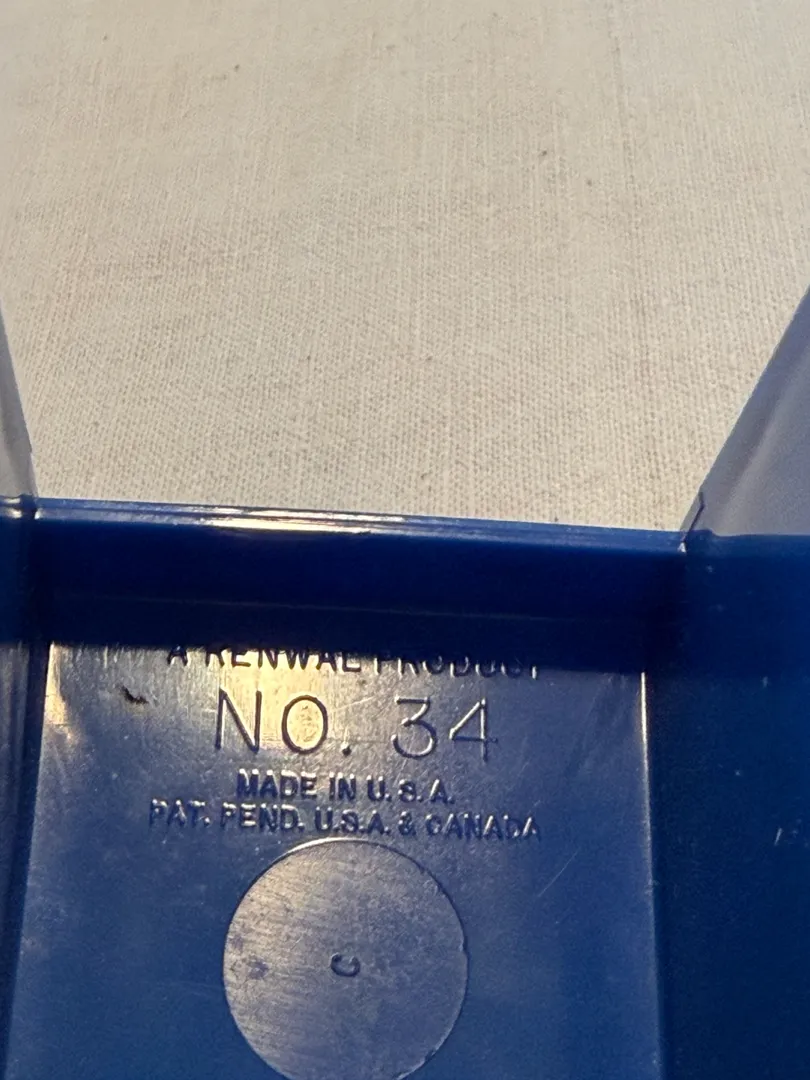 A RENWAL PRODUCT
NO. 34
MADE IN U.S.A.
PAT. PEND. U.S.A. & CANADA
C